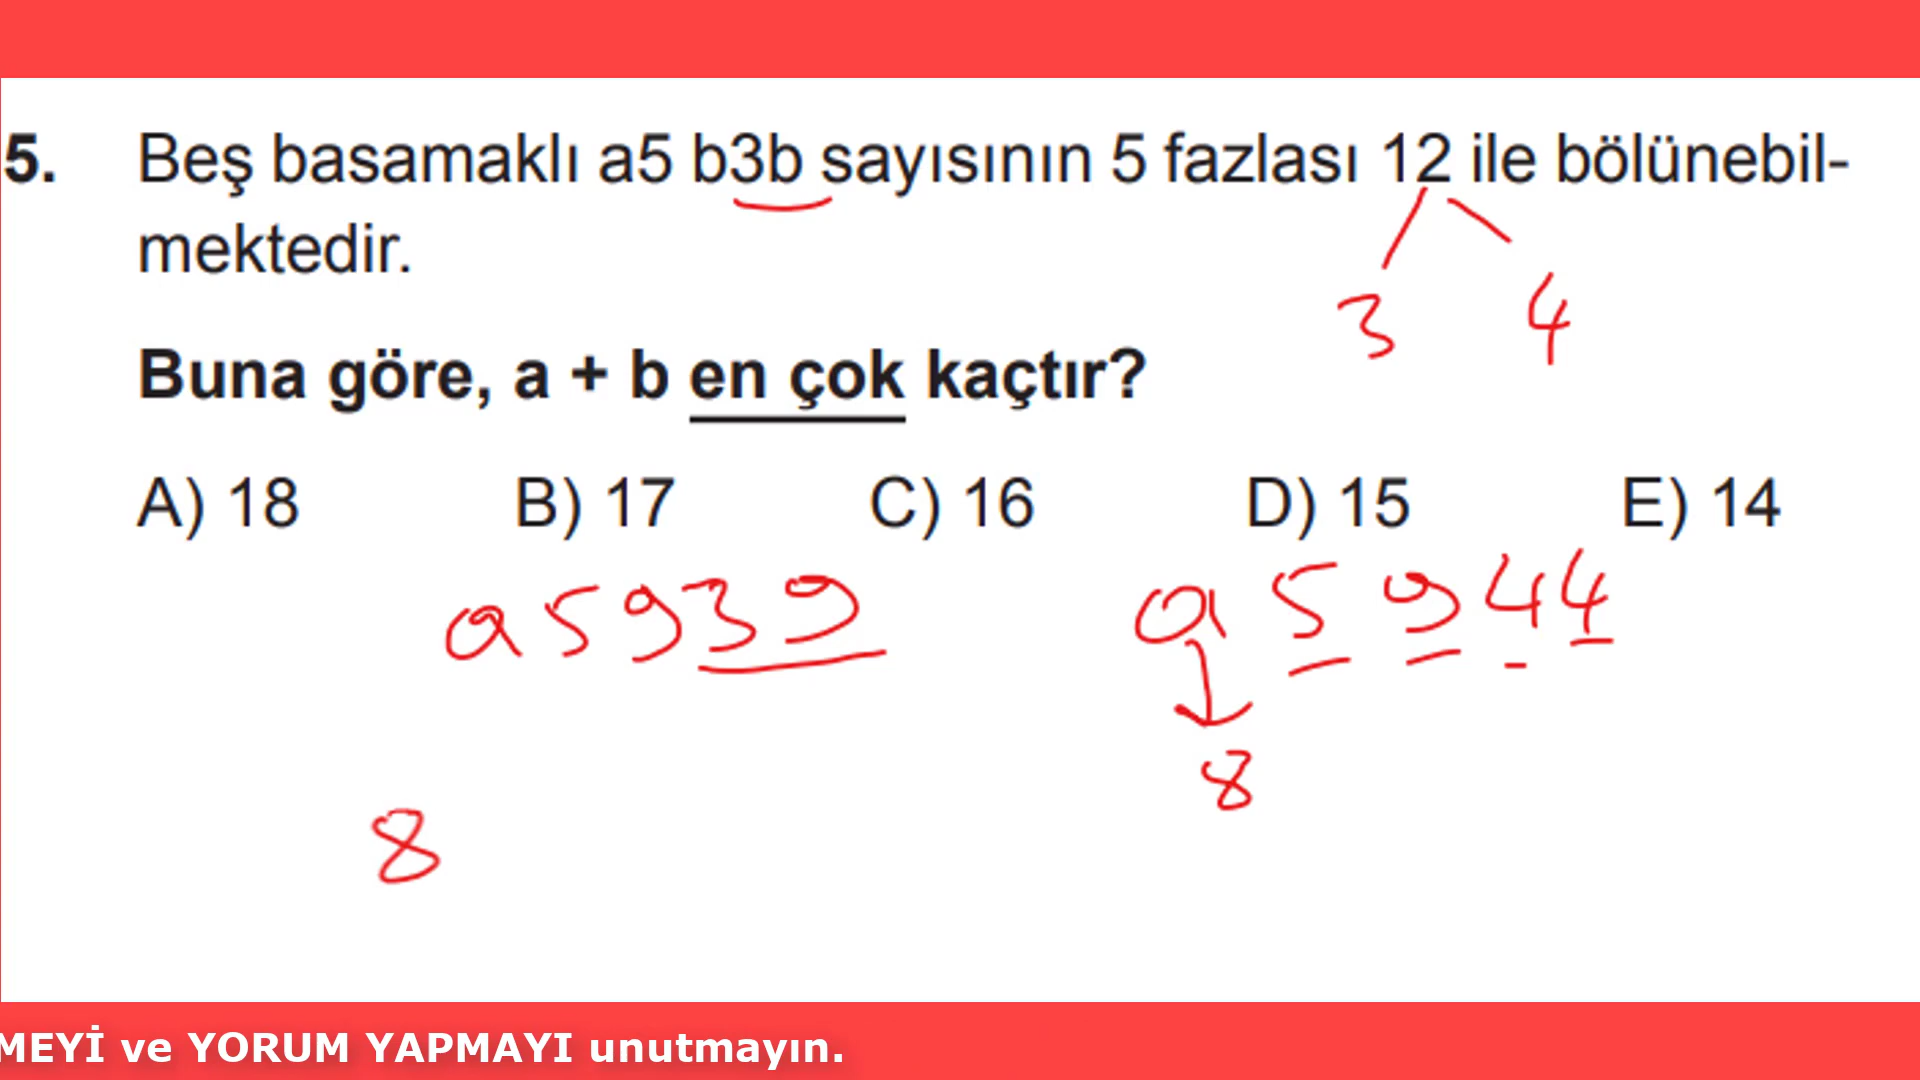 5. Beş basamaklı a5 b3b sayısının 5 fazlası 12 ile bölünebil-
mektedir.
3 4
Buna göre, a + b en çok kaçtır?
A) 18 B) 17 C) 16 D) 15 E) 14
a5939 a5944
8
8
MEYİ ve YORUM YAPMAYI unutmayın.